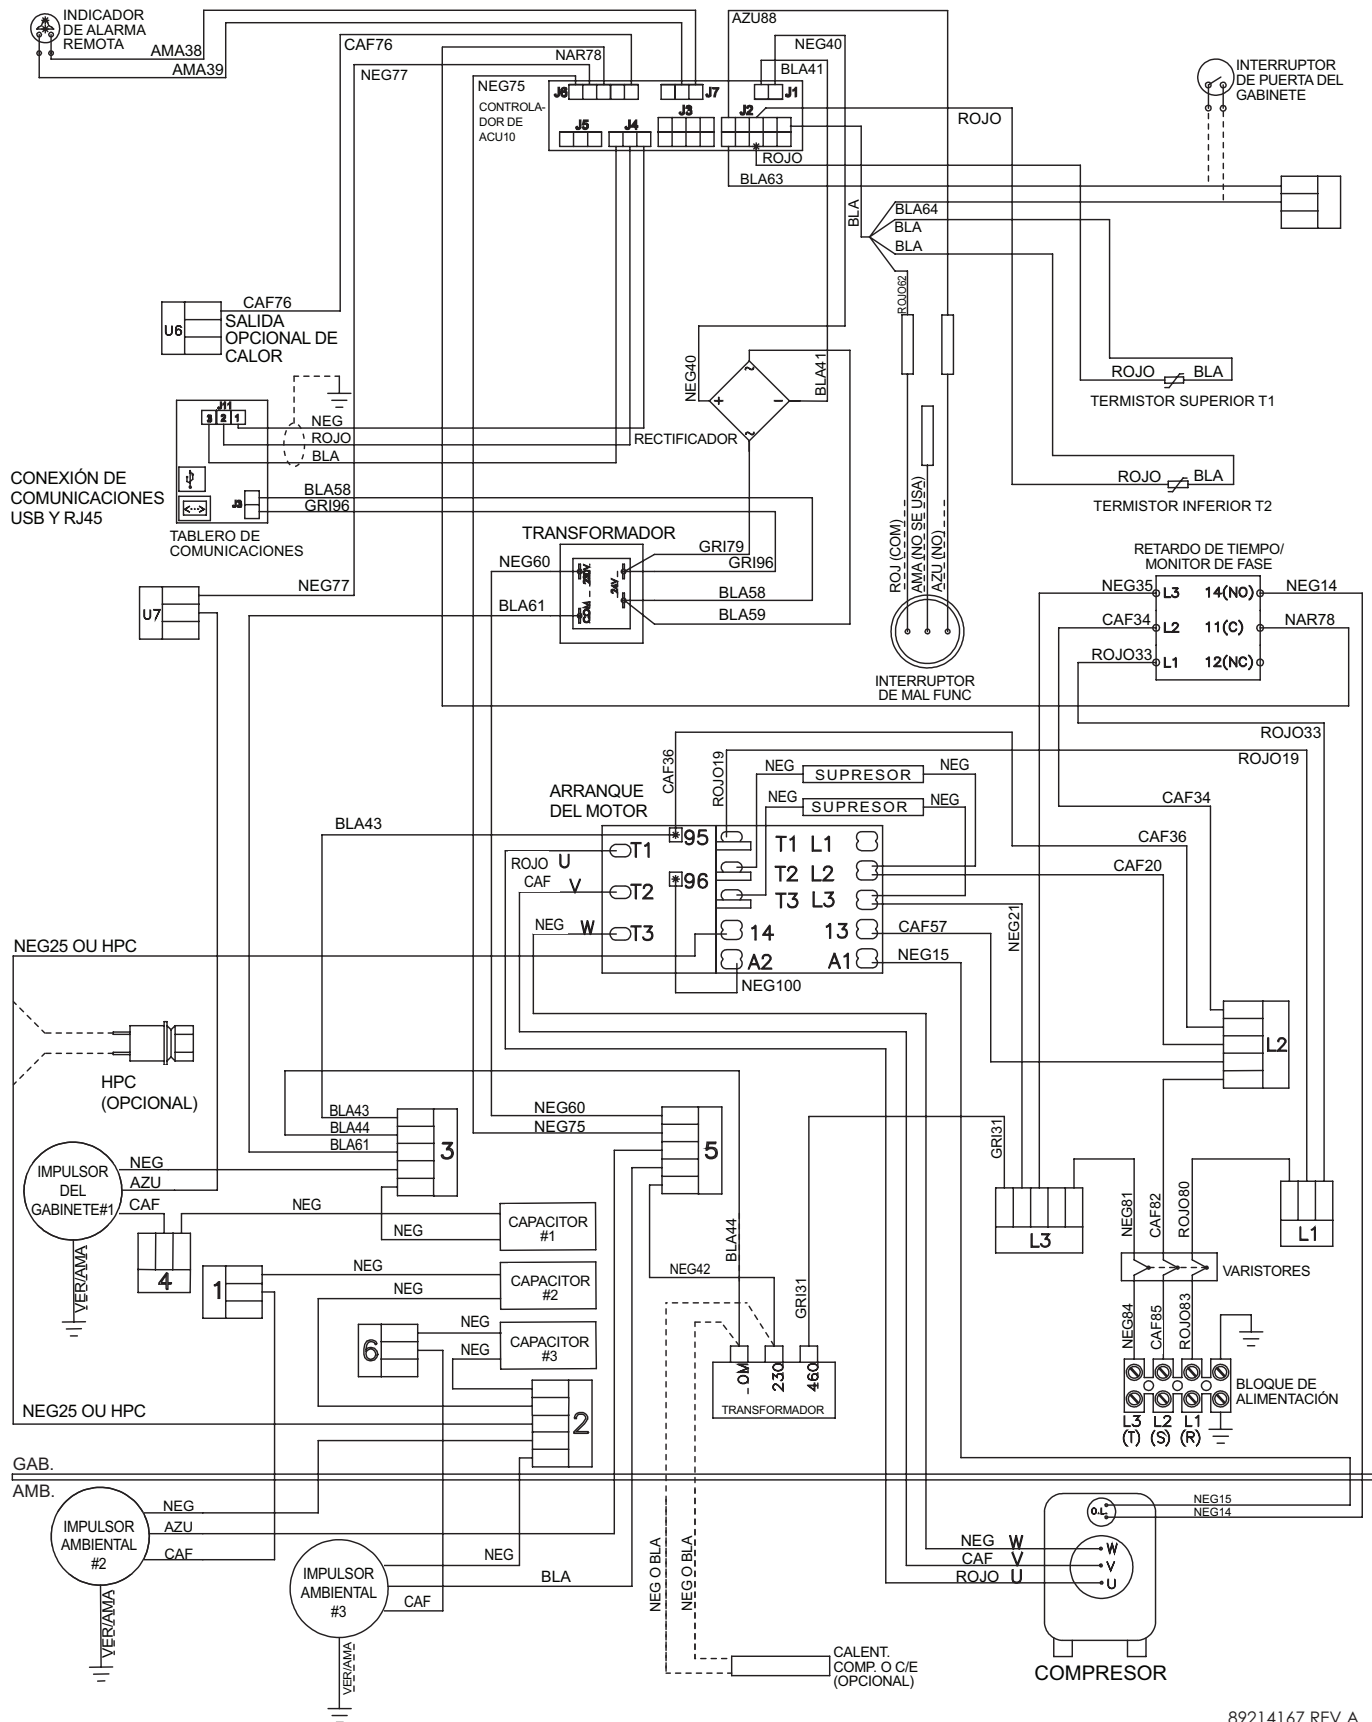 INDICADOR
DE ALARMA
REMOTA
AMA38
AMA39
CAF76
NEG77
NAR78
NEG75
AZU88
NEG40
BLA41
INTERRUPTOR
DE PUERTA DEL
GABINETE
J6
J7
J1
CONTROLA-
DOR DE
ACU10
J5
J4
J3
J2
ROJO
ROJO
BLA63
BLA
BLA64
BLA
BLA
ROJO62
CAF76
U6
SALIDA
OPCIONAL DE
CALOR
NEG40
BLA41
RECTIFICADOR
ROJO
BLA
TERMISTOR SUPERIOR T1
ROJO
BLA
TERMISTOR INFERIOR T2
J11
3 2 1
NEG
ROJO
BLA
CONEXIÓN DE
COMUNICACIONES
USB Y RJ45
J3
BLA58
GRI96
TABLERO DE
COMUNICACIONES
TRANSFORMADOR
NEG60
230V
24V
COM
GRI79
GRI96
BLA58
BLA59
BLA61
ROJ (COM)
AMA (NO SE USA)
AZU (NO)
INTERRUPTOR
DE MAL FUNC
RETARDO DE TIEMPO/
MONITOR DE FASE
NEG35
L3
14(NO)
NEG14
CAF34
L2
11(C)
NAR78
ROJO33
L1
12(NC)
NEG77
U7
ROJO33
ROJO19
CAF36
ROJO19
NEG
SUPRESOR
NEG
NEG
SUPRESOR
NEG
CAF34
CAF36
CAF20
ARRANQUE
DEL MOTOR
BLA43
95
T1 L1
ROJO U
T1
T2 L2
CAF V
T2
96
T3 L3
NEG W
T3
14
13
CAF57
NEG21
A2
A1
NEG15
NEG100
NEG25 OU HPC
L2
HPC
(OPCIONAL)
BLA43
BLA44
BLA61
3
NEG60
NEG75
5
GRI31
IMPULSOR
DEL
GABINETE#1
NEG
AZU
CAF
VER/AMA
4
NEG
NEG
CAPACITOR
#1
1
NEG
NEG
CAPACITOR
#2
6
NEG
NEG
CAPACITOR
#3
2
NEG42
BLA44
GRI31
OM
230
460
TRANSFORMADOR
L3
NEG81
CAF82
ROJO80
L1
VARISTORES
NEG84
CAF85
ROJO83
BLOQUE DE
ALIMENTACIÓN
L3
(T)
L2
(S)
L1
(R)
NEG25 OU HPC
GAB.
AMB.
IMPULSOR
AMBIENTAL
#2
NEG
AZU
CAF
VER/AMA
IMPULSOR
AMBIENTAL
#3
NEG
BLA
CAF
VER/AMA
NEG O BLA
NEG O BLA
CALENT.
COMP. O C/E
(OPCIONAL)
NEG W
CAF V
ROJO U
O.L.
W
V
U
NEG15
NEG14
COMPRESOR
89214167 REV A